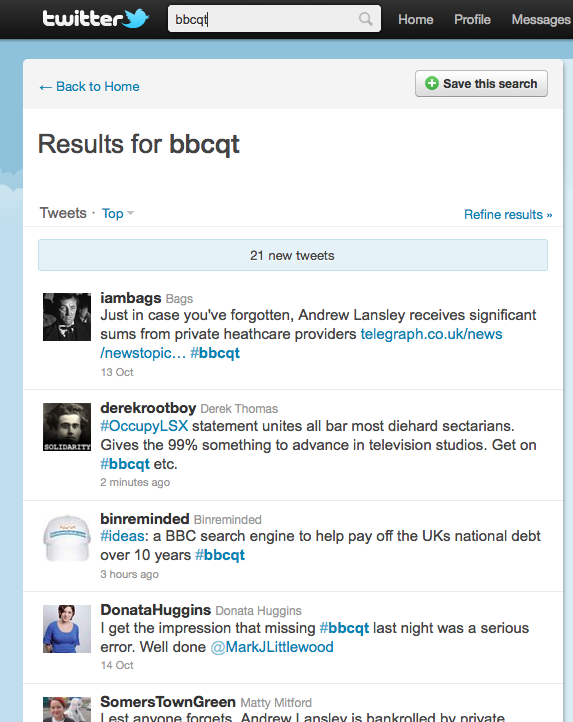 twitter bbcqt Home Profile Messages
← Back to Home Save this search
Results for bbcqt
Tweets · Top Refine results »
21 new tweets
iambags Bags
Just in case you've forgotten, Andrew Lansley receives significant
sums from private heathcare providers telegraph.co.uk/news
/newstopic… #bbcqt
13 Oct
derekrootboy Derek Thomas
#OccupyLSX statement unites all bar most diehard sectarians.
Gives the 99% something to advance in television studios. Get on
#bbcqt etc.
SOLIDARITY
2 minutes ago
binreminded Binreminded
#ideas: a BBC search engine to help pay off the UKs national debt
over 10 years #bbcqt
3 hours ago
DonataHuggins Donata Huggins
I get the impression that missing #bbcqt last night was a serious
error. Well done @MarkJLittlewood
14 Oct
SomersTownGreen Matty Mitford
Lest anyone forgets, Andrew Lansley is bankrolled by private